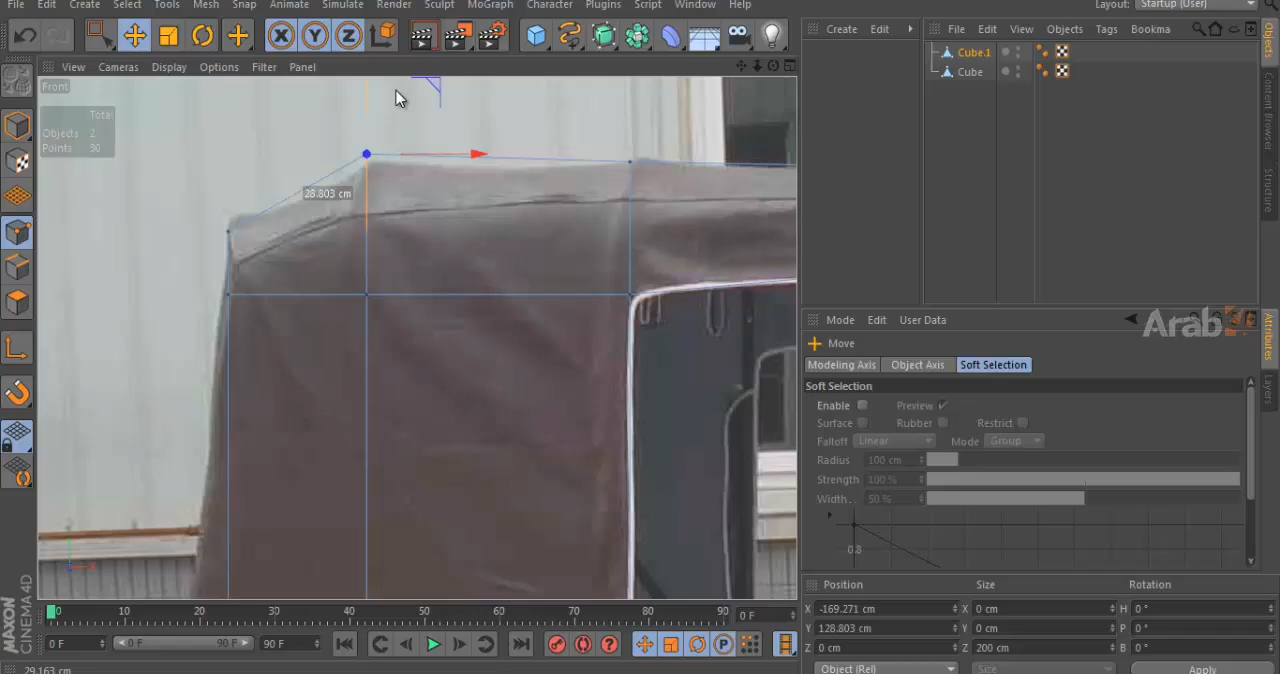 File Edit Create Select Tools Mesh Snap Animate Simulate Render Sculpt MoGraph Character Plugins Script Window Help Layout: Startup (User)
View Cameras Display Options Filter Panel
Create Edit
File Edit View Objects Tags Bookma
Front
Total
Objects 2
Points 30
28.803 cm
Cube.1
Cube
Objects
Content Browser
Structure
Mode Edit User Data
Arab
Move
Modeling Axis Object Axis Soft Selection
Soft Selection
Enable Preview
Surface Rubber Restrict
Falloff Linear Mode Group
Radius 100 cm
Strength 100 %
Width . . 50 %
0.8
Attributes
Layers
0 10 20 30 40 50 60 70 80 90 0 F
0 F 0 F 90 F 90 F
Position Size Rotation
X -169.271 cm X 0 cm H 0 °
Y 128.803 cm Y 0 cm P 0 °
Z 0 cm Z 200 cm B 0 °
Object (Rel) Size Apply
MAXON
CINEMA 4D
29.163 cm
X Y Z